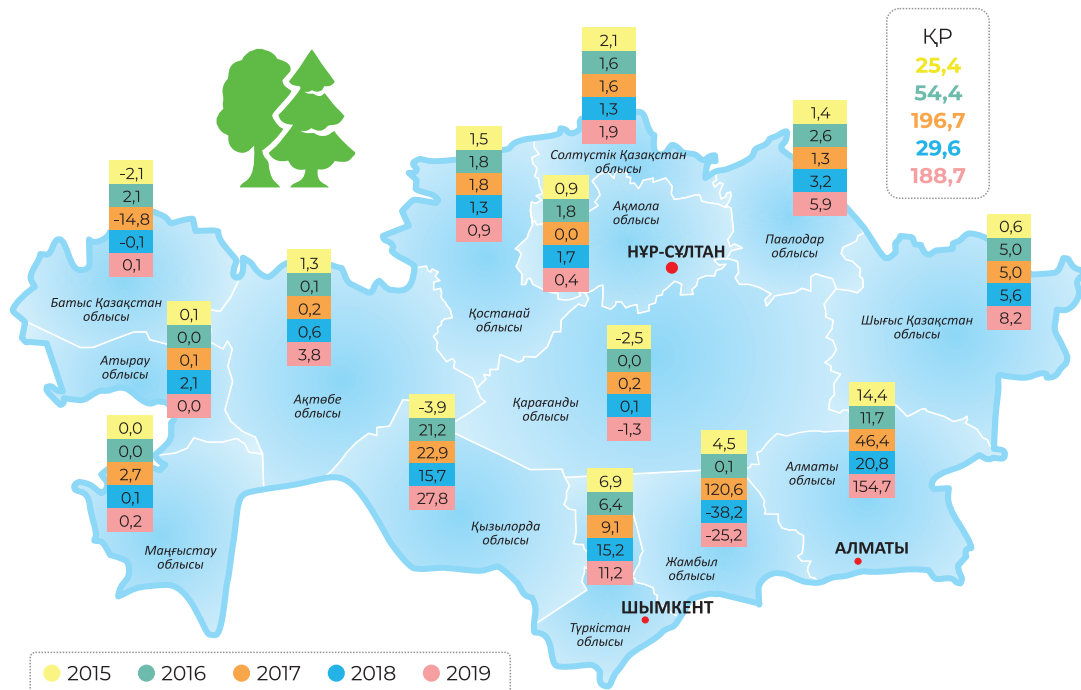 ҚР
25,4
54,4
196,7
29,6
188,7
2,1
1,6
1,6
1,3
1,9
Солтүстік Қазақстан
облысы
1,5
1,8
1,8
1,3
0,9
Қостанай
облысы
0,9
1,8
0,0
1,7
0,4
Ақмола
облысы
НҰР-СҰЛТАН
1,4
2,6
1,3
3,2
5,9
Павлодар
облысы
-2,1
2,1
-14,8
-0,1
0,1
Батыс Қазақстан
облысы
0,6
5,0
5,0
5,6
8,2
Шығыс Қазақстан
облысы
1,3
0,1
0,2
0,6
3,8
Ақтөбе
облысы
0,1
0,0
0,1
2,1
0,0
Атырау
облысы
-2,5
0,0
0,2
0,1
-1,3
Қарағанды
облысы
0,0
0,0
2,7
0,1
0,2
Маңғыстау
облысы
-3,9
21,2
22,9
15,7
27,8
Қызылорда
облысы
6,9
6,4
9,1
15,2
11,2
Түркістан
облысы
ШЫМКЕНТ
4,5
0,1
120,6
-38,2
-25,2
Жамбыл
облысы
14,4
11,7
46,4
20,8
154,7
Алматы
облысы
АЛМАТЫ
2015 2016 2017 2018 2019